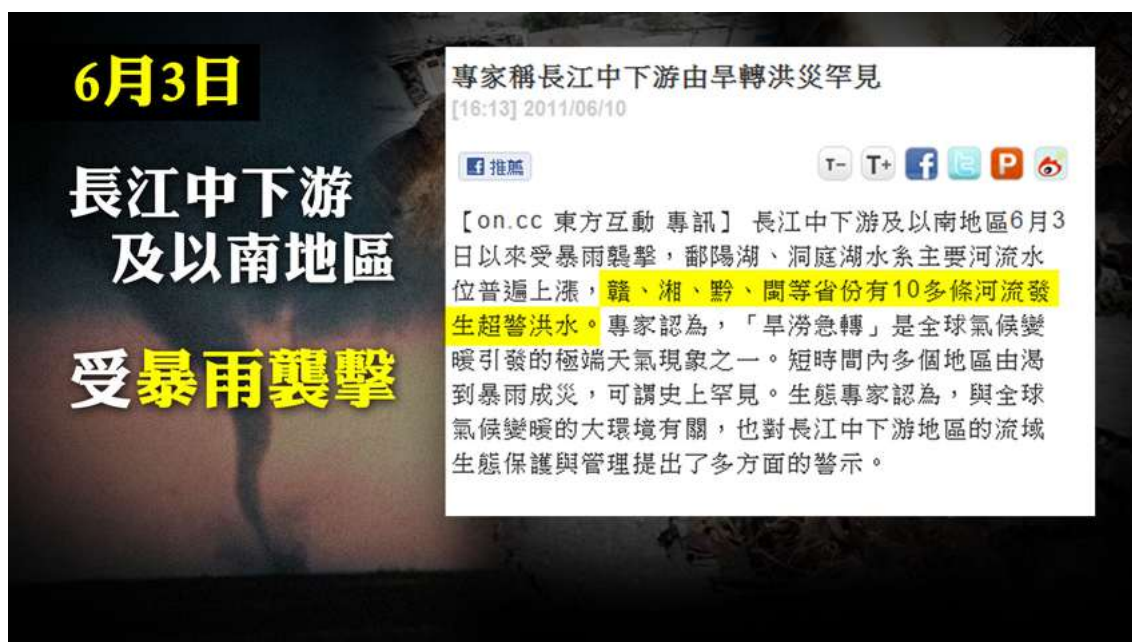 6月3日
長江中下游
及以南地區
受暴雨襲擊
專家稱長江中下游由旱轉洪災罕見
[16:13] 2011/06/10
推薦
T- T+
【on.cc 東方互動 專訊】 長江中下游及以南地區6月3
日以來受暴雨襲擊，鄱陽湖、洞庭湖水系主要河流水
位普遍上漲，贛、湘、黔、閩等省份有10多條河流發
生超警洪水。專家認為，「旱澇急轉」是全球氣候變
暖引發的極端天氣現象之一。短時間內多個地區由渴
到暴雨成災，可謂史上罕見。生態專家認為，與全球
氣候變暖的大環境有關，也對長江中下游地區的流域
生態保護與管理提出了多方面的警示。